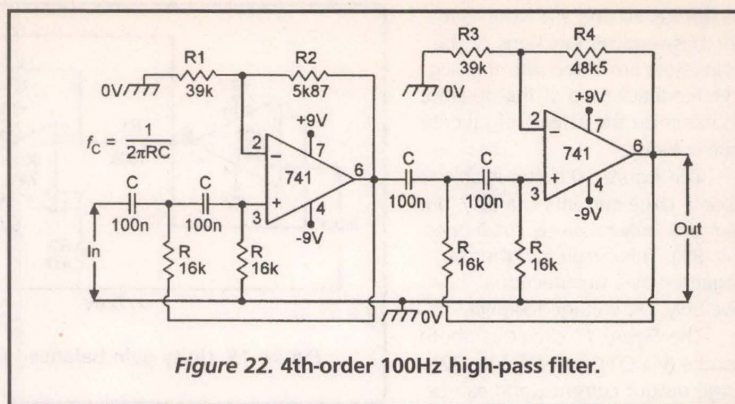 R1
39k
R2
5k87
0V
R3
39k
R4
48k5
0V
+9V
7
2
−
741
6
+
3
4
-9V
+9V
7
2
−
741
6
+
3
4
-9V
fC = 1
2πRC
C
100n
C
100n
C
100n
C
100n
In
R
16k
R
16k
R
16k
R
16k
Out
0V
Figure 22. 4th-order 100Hz high-pass filter.